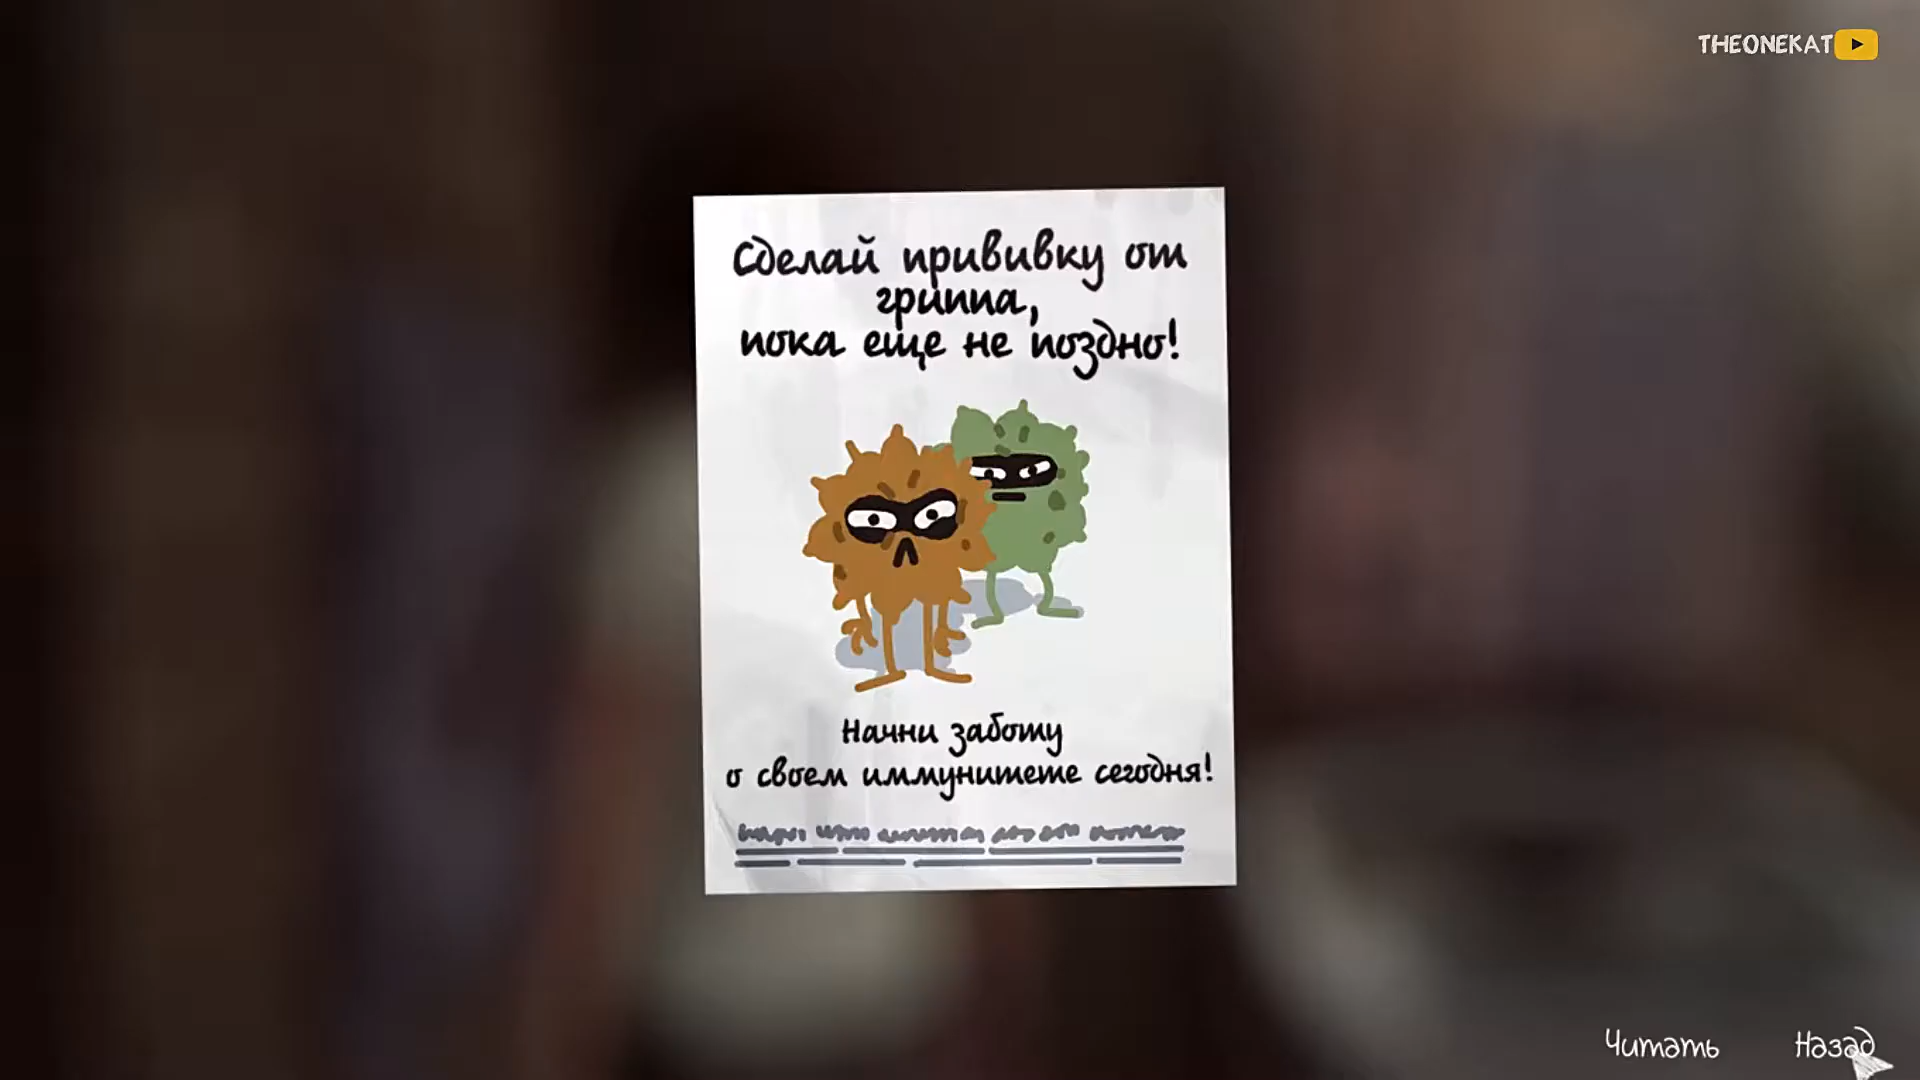 THEONEKAT
Сделай прививку от
гриппа,
пока еще не поздно!
Начни заботу
о своем иммунитете сегодня!
Читать
Назад